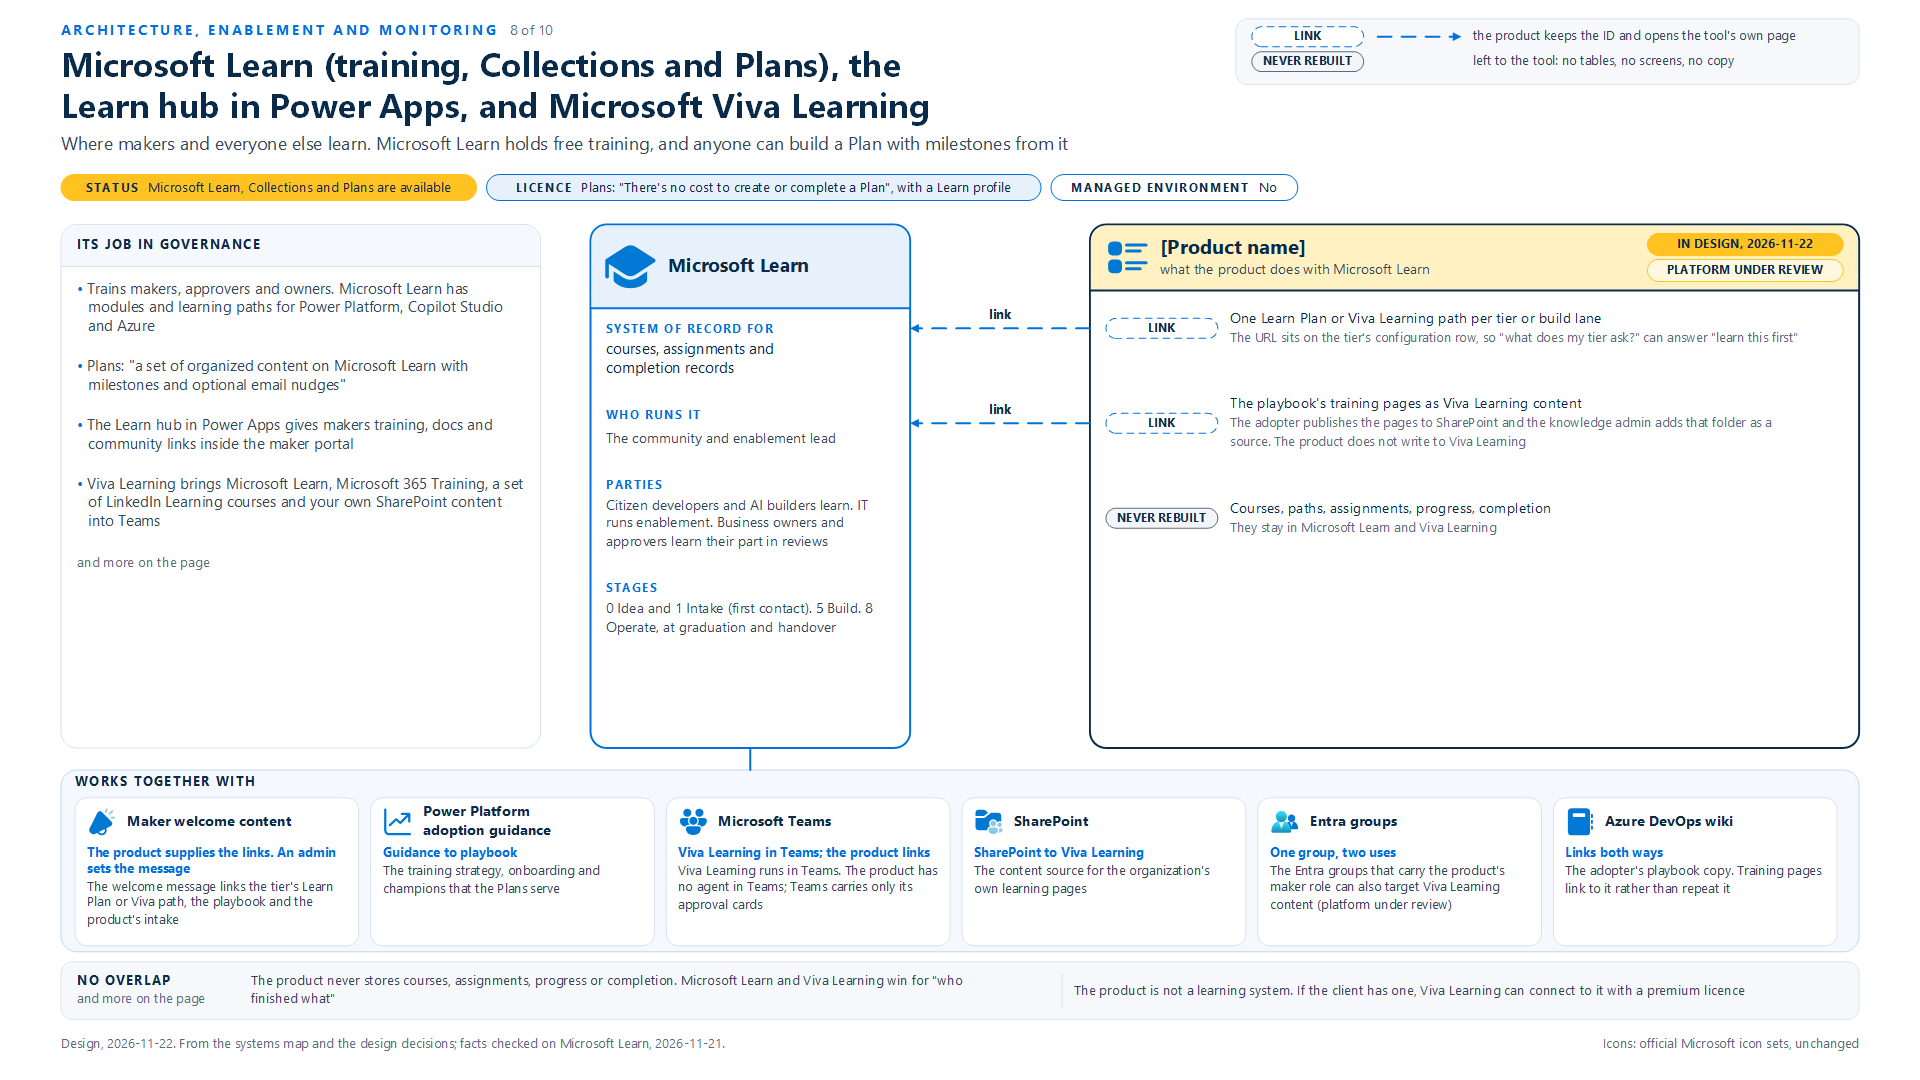 ARCHITECTURE, ENABLEMENT AND MONITORING 8 of 10
Microsoft Learn (training, Collections and Plans), the
Learn hub in Power Apps, and Microsoft Viva Learning
Where makers and everyone else learn. Microsoft Learn holds free training, and anyone can build a Plan with milestones from it
LINK the product keeps the ID and opens the tool's own page
NEVER REBUILT left to the tool: no tables, no screens, no copy
STATUS Microsoft Learn, Collections and Plans are available
LICENCE Plans: "There's no cost to create or complete a Plan", with a Learn profile
MANAGED ENVIRONMENT No
ITS JOB IN GOVERNANCE
• Trains makers, approvers and owners. Microsoft Learn has
modules and learning paths for Power Platform, Copilot Studio
and Azure
• Plans: "a set of organized content on Microsoft Learn with
milestones and optional email nudges"
• The Learn hub in Power Apps gives makers training, docs and
community links inside the maker portal
• Viva Learning brings Microsoft Learn, Microsoft 365 Training, a set
of LinkedIn Learning courses and your own SharePoint content
into Teams
and more on the page
Microsoft Learn
SYSTEM OF RECORD FOR
courses, assignments and
completion records
WHO RUNS IT
The community and enablement lead
PARTIES
Citizen developers and AI builders learn. IT
runs enablement. Business owners and
approvers learn their part in reviews
STAGES
0 Idea and 1 Intake (first contact). 5 Build. 8
Operate, at graduation and handover
link
link
[Product name]
what the product does with Microsoft Learn
IN DESIGN, 2026-11-22
PLATFORM UNDER REVIEW
LINK
One Learn Plan or Viva Learning path per tier or build lane
The URL sits on the tier's configuration row, so "what does my tier ask?" can answer "learn this first"
LINK
The playbook's training pages as Viva Learning content
The adopter publishes the pages to SharePoint and the knowledge admin adds that folder as a
source. The product does not write to Viva Learning
NEVER REBUILT
Courses, paths, assignments, progress, completion
They stay in Microsoft Learn and Viva Learning
WORKS TOGETHER WITH
Maker welcome content
The product supplies the links. An admin
sets the message
The welcome message links the tier's Learn
Plan or Viva path, the playbook and the
product's intake
Power Platform
adoption guidance
Guidance to playbook
The training strategy, onboarding and
champions that the Plans serve
Microsoft Teams
Viva Learning in Teams; the product links
Viva Learning runs in Teams. The product has
no agent in Teams; Teams carries only its
approval cards
SharePoint
SharePoint to Viva Learning
The content source for the organization's
own learning pages
Entra groups
One group, two uses
The Entra groups that carry the product's
maker role can also target Viva Learning
content (platform under review)
Azure DevOps wiki
Links both ways
The adopter's playbook copy. Training pages
link to it rather than repeat it
NO OVERLAP
and more on the page
The product never stores courses, assignments, progress or completion. Microsoft Learn and Viva Learning win for "who
finished what"
The product is not a learning system. If the client has one, Viva Learning can connect to it with a premium licence
Design, 2026-11-22. From the systems map and the design decisions; facts checked on Microsoft Learn, 2026-11-21.
Icons: official Microsoft icon sets, unchanged